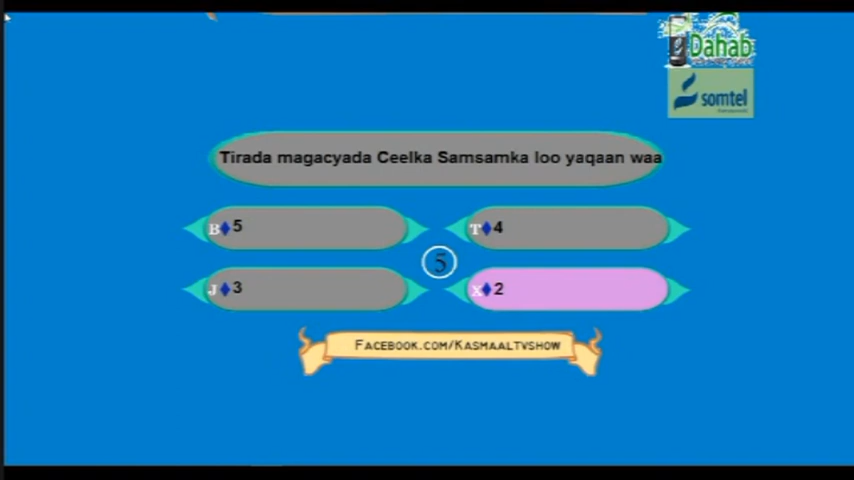 Dahab
somtel
Tirada magacyada Ceelka Samsamka loo yaqaan waa
B 5
T 4
5
J 3
X 2
FACEBOOK.COM/KASMAALTVSHOW